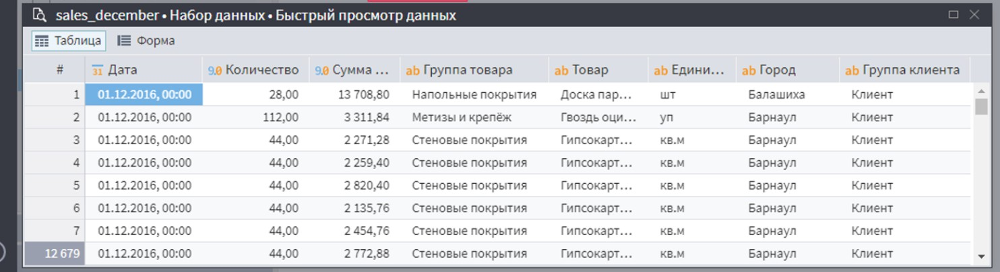 sales_december • Набор данных • Быстрый просмотр данных
Таблица Форма
# 31 Дата 9.0 Количество 9.0 Сумма ... ab Группа товара ab Товар ab Едини... ab Город ab Группа клиента
1 01.12.2016, 00:00 28,00 13 708,80 Напольные покрытия Доска пар... шт Балашиха Клиент
2 01.12.2016, 00:00 112,00 3 311,84 Метизы и крепёж Гвоздь оци... уп Барнаул Клиент
3 01.12.2016, 00:00 44,00 2 271,28 Стеновые покрытия Гипсокарт... кв.м Барнаул Клиент
4 01.12.2016, 00:00 44,00 2 259,40 Стеновые покрытия Гипсокарт... кв.м Барнаул Клиент
5 01.12.2016, 00:00 44,00 2 820,40 Стеновые покрытия Гипсокарт... кв.м Барнаул Клиент
6 01.12.2016, 00:00 44,00 2 135,76 Стеновые покрытия Гипсокарт... кв.м Барнаул Клиент
7 01.12.2016, 00:00 44,00 2 454,76 Стеновые покрытия Гипсокарт... кв.м Барнаул Клиент
12 679 01.12.2016, 00:00 44,00 2 772,88 Стеновые покрытия Гипсокарт... кв.м Барнаул Клиент